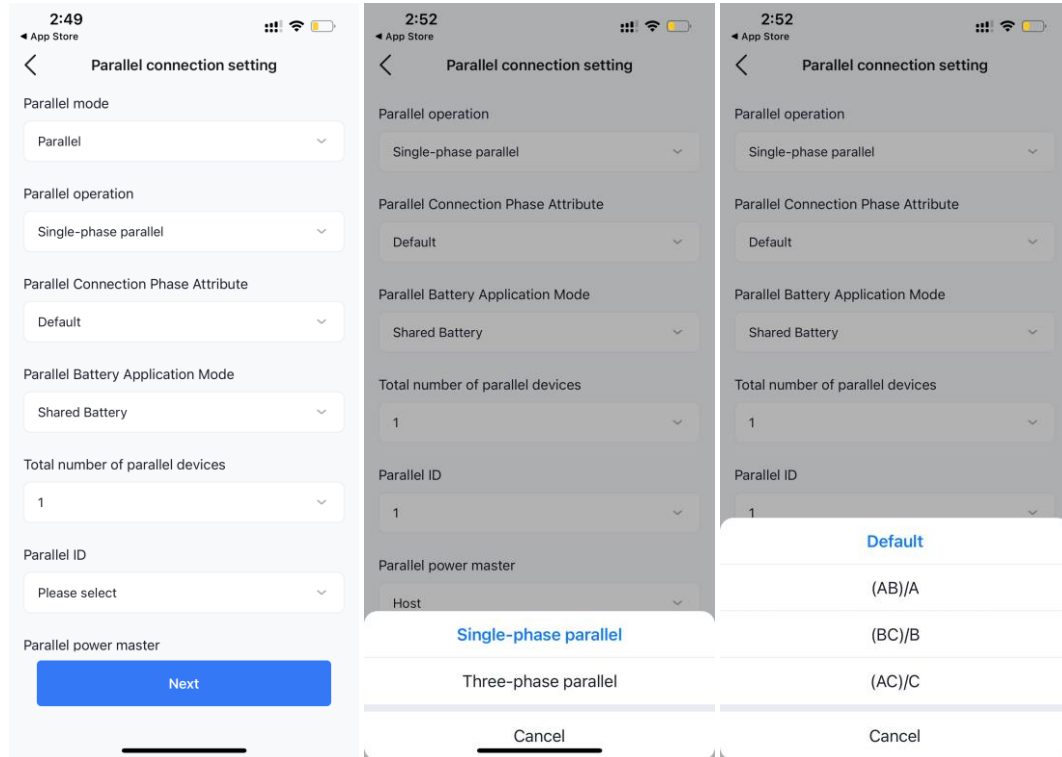 2:49
◄ App Store
Parallel connection setting
Parallel mode
Parallel
Parallel operation
Single-phase parallel
Parallel Connection Phase Attribute
Default
Parallel Battery Application Mode
Shared Battery
Total number of parallel devices
1
Parallel ID
Please select
Parallel power master
Next
2:52
◄ App Store
Parallel connection setting
Parallel operation
Single-phase parallel
Parallel Connection Phase Attribute
Default
Parallel Battery Application Mode
Shared Battery
Total number of parallel devices
1
Parallel ID
1
Parallel power master
Host
Single-phase parallel
Three-phase parallel
Cancel
2:52
◄ App Store
Parallel connection setting
Parallel operation
Single-phase parallel
Parallel Connection Phase Attribute
Default
Parallel Battery Application Mode
Shared Battery
Total number of parallel devices
1
Parallel ID
1
Default
(AB)/A
(BC)/B
(AC)/C
Cancel